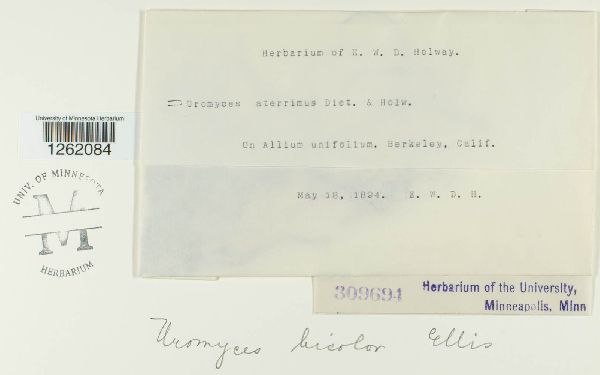 Herbarium of E. W. D. Holway.
Uromyces aterrimus Diet. & Holw.
On Allium unifolium. Berkeley, Calif.
May 18, 1894. E. W. D. H.
University of Minnesota Herbarium
1262084
UNIV. OF MINNESOTA
M
HERBARIUM
309694
Herbarium of the University,
Minneapolis, Minn
Uromyces bicolor Ellis